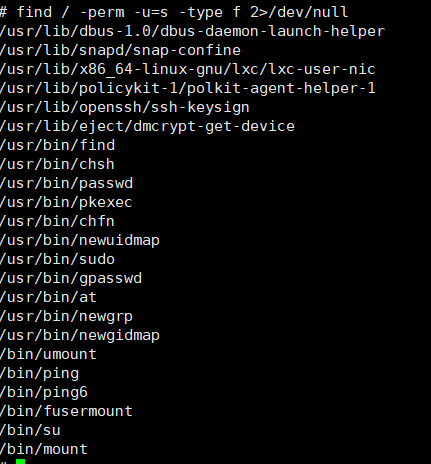 # find / -perm -u=s -type f 2>/dev/null
/usr/lib/dbus-1.0/dbus-daemon-launch-helper
/usr/lib/snapd/snap-confine
/usr/lib/x86_64-linux-gnu/lxc/lxc-user-nic
/usr/lib/policykit-1/polkit-agent-helper-1
/usr/lib/openssh/ssh-keysign
/usr/lib/eject/dmcrypt-get-device
/usr/bin/find
/usr/bin/chsh
/usr/bin/passwd
/usr/bin/pkexec
/usr/bin/chfn
/usr/bin/newuidmap
/usr/bin/sudo
/usr/bin/gpasswd
/usr/bin/at
/usr/bin/newgrp
/usr/bin/newgidmap
/bin/umount
/bin/ping
/bin/ping6
/bin/fusermount
/bin/su
/bin/mount
#